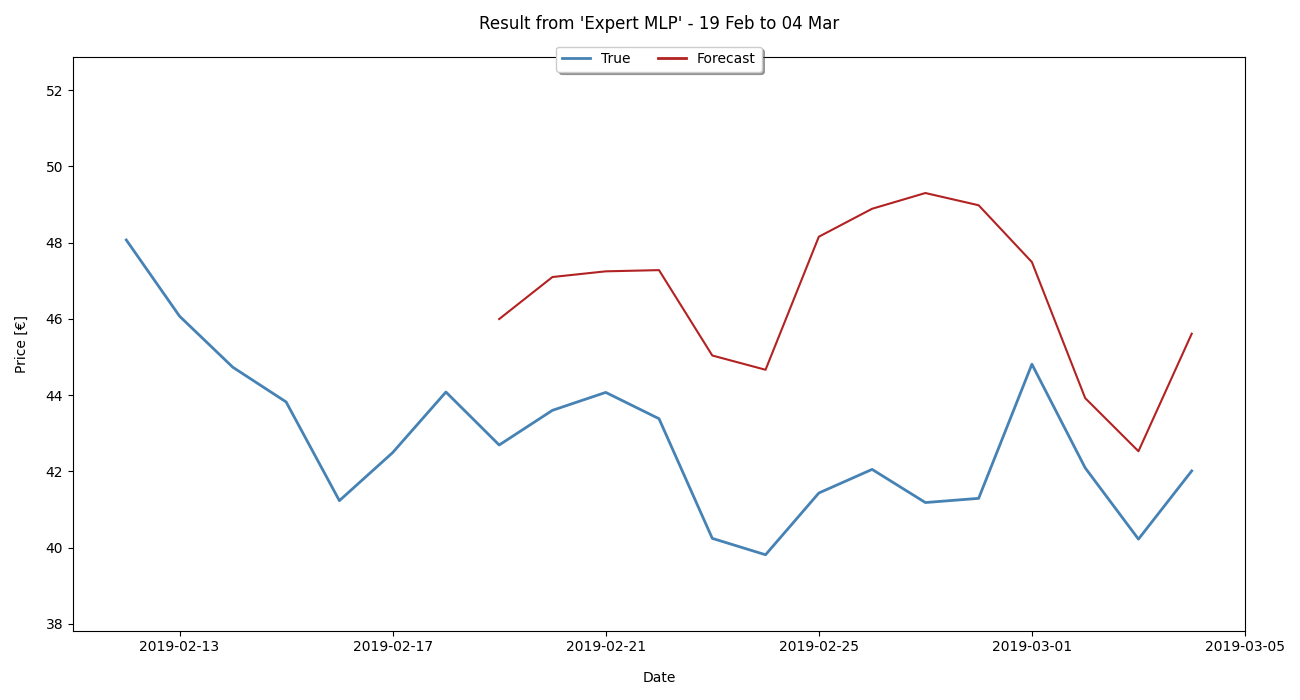 Result from 'Expert MLP' - 19 Feb to 04 Mar
True Forecast
52
50
48
46
44
42
40
38
Price [€]
2019-02-13 2019-02-17 2019-02-21 2019-02-25 2019-03-01 2019-03-05
Date